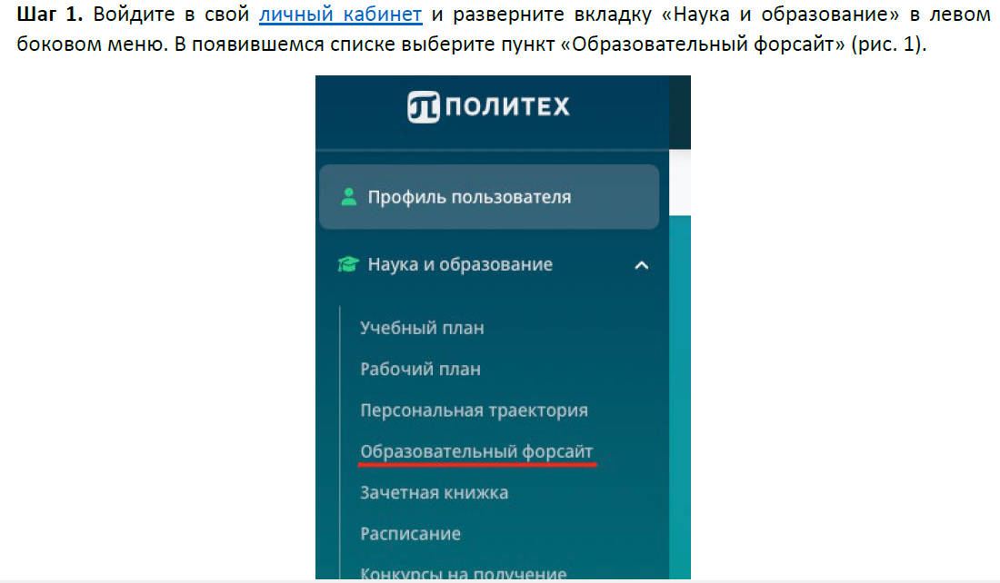 Шаг 1. Войдите в свой личный кабинет и разверните вкладку «Наука и образование» в левом
боковом меню. В появившемся списке выберите пункт «Образовательный форсайт» (рис. 1).
ПОЛИТЕХ
Профиль пользователя
Наука и образование
Учебный план
Рабочий план
Персональная траектория
Образовательный форсайт
Зачетная книжка
Расписание
Конкурсы на получение